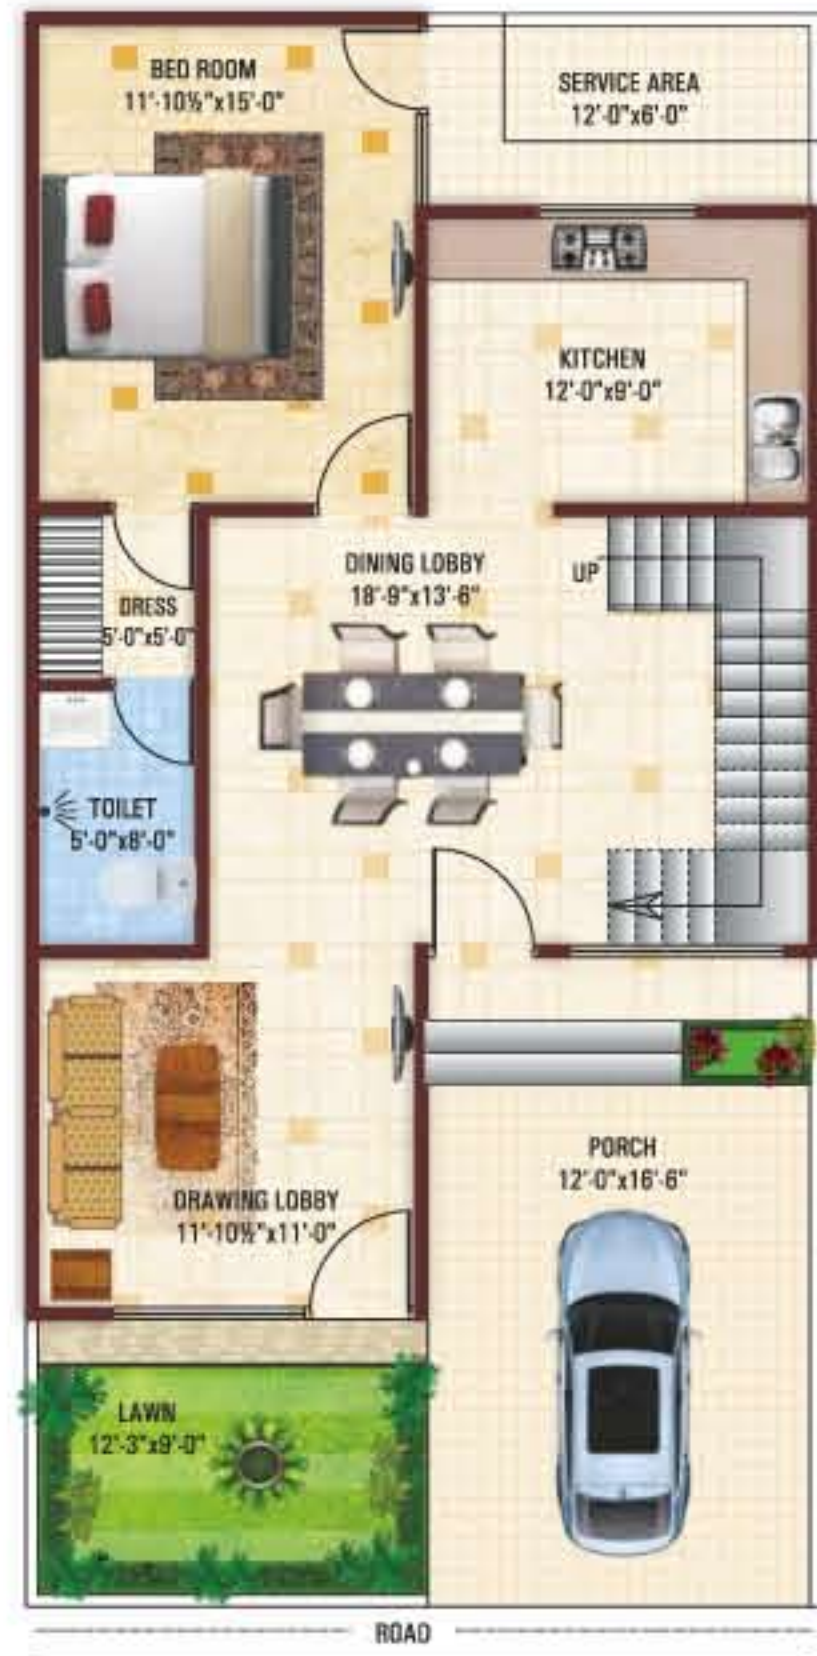 BED ROOM
11'-10½"x15'-0"
SERVICE AREA
12'-0"x6'-0"
KITCHEN
12'-0"x9'-0"
DINING LOBBY
18'-9"x13'-6"
UP
DRESS
5'-0"x5'-0"
TOILET
5'-0"x8'-0"
PORCH
12'-0"x16'-6"
DRAWING LOBBY
11'-10½"x11'-0"
LAWN
12'-3"x9'-0"
ROAD